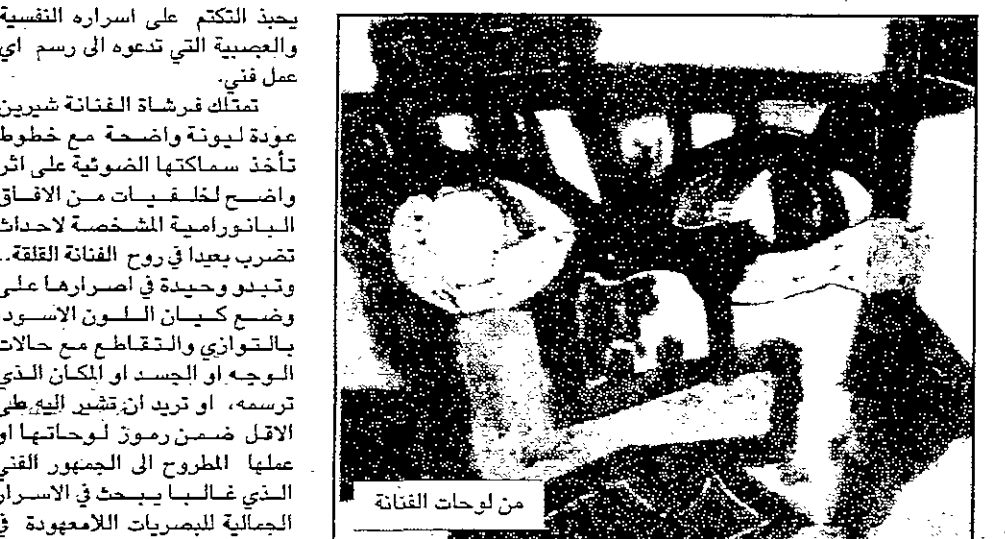 يحبذ التكتم على اسراره النفسية
والعصبية التي تدعوه الى رسم اي
عمل فني.
تمتلك فرشاة الفنانة شيرين
عودة ليونة واضحة مع خطوط
تأخذ سماكتها الضوئية على اثر
واضح لخلفيات من الافاق
البانورامية المشخصة لاحداث
تضرب بعيدا في روح الفنانة القلقة..
وتبدو وحيدة في اصرارها على
وضع كيان اللون الاسود
بالتوازي والتقاطع مع حالات
الوجه او الجسد او المكان الذي
ترسمه، او تريد ان تشير اليه على
الاقل ضمن رموز لوحاتها او
عملها المطروح الى الجمهور الفني
الذي غالبا يبحث في الاسرار
الجمالية للبصريات اللامعهودة في
من لوحات الفنانة